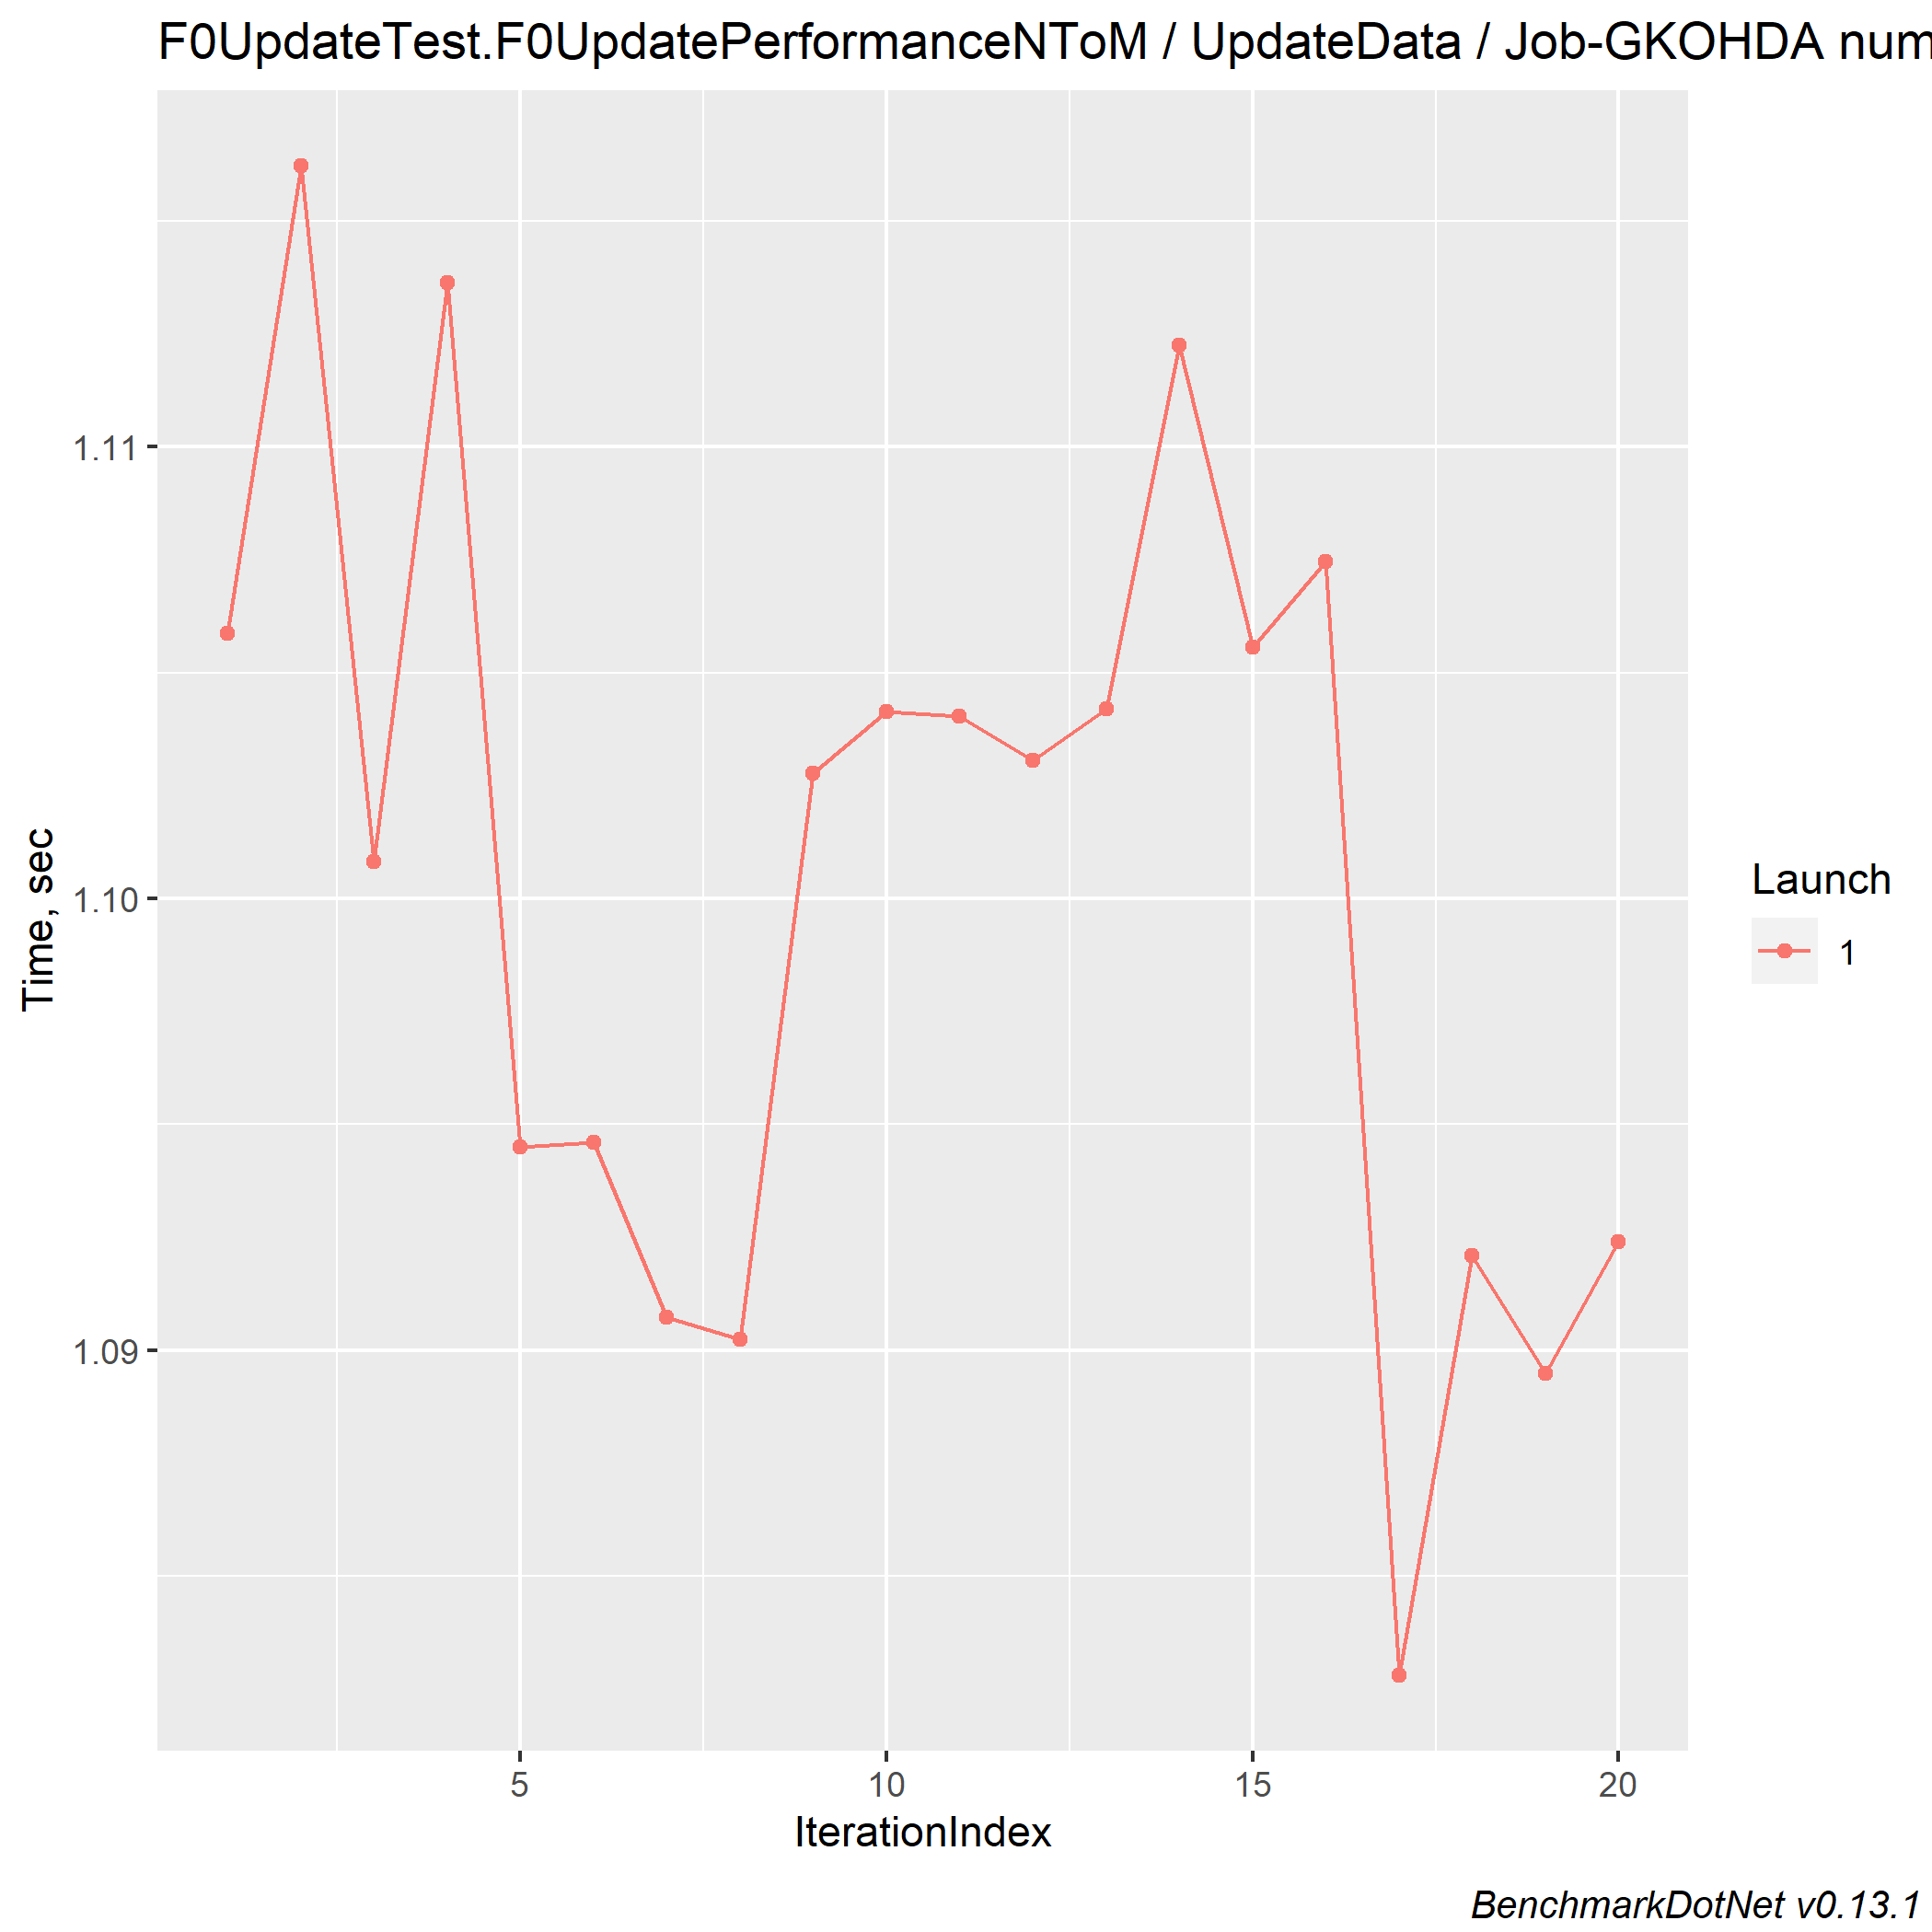 F0UpdateTest.F0UpdatePerformanceNToM / UpdateData / Job-GKOHDA num
1.11
1.10
1.09
Time, sec
5 10 15 20
IterationIndex
Launch
1
BenchmarkDotNet v0.13.1